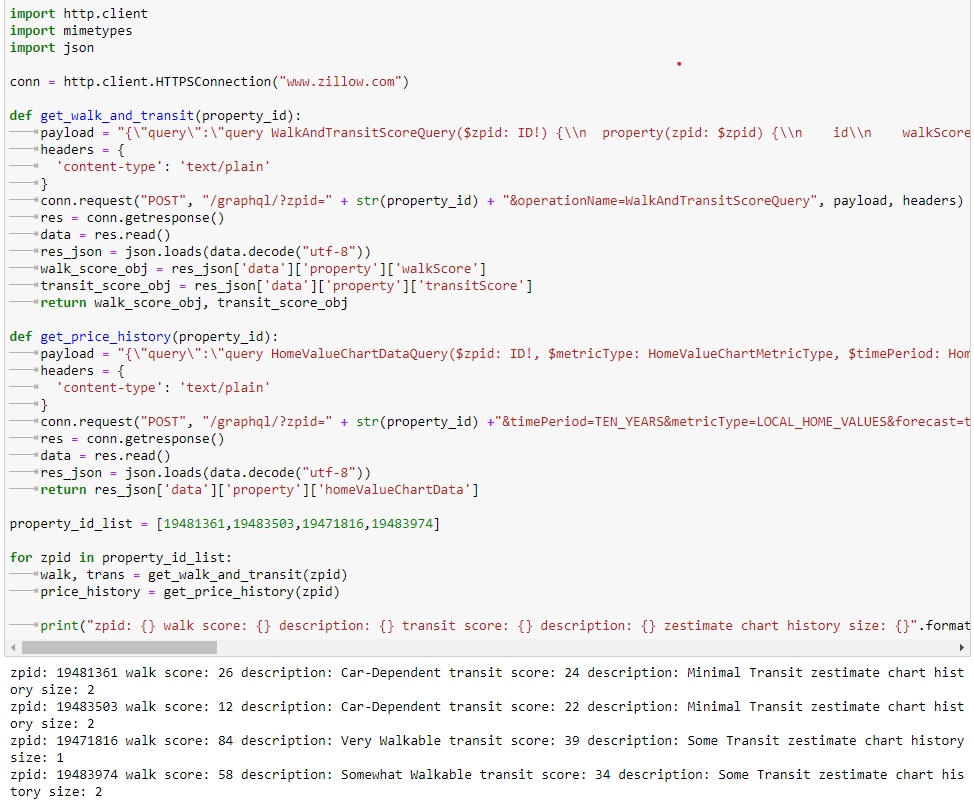 import http.client
import mimetypes
import json
conn = http.client.HTTPSConnection("www.zillow.com")
def get_walk_and_transit(property_id):
payload = "{\"query\":\"query WalkAndTransitScoreQuery($zpid: ID!) {\\n  property(zpid: $zpid) {\\n    id\\n    walkScore
headers = {
'content-type': 'text/plain'
}
conn.request("POST", "/graphql/?zpid=" + str(property_id) + "&operationName=WalkAndTransitScoreQuery", payload, headers)
res = conn.getresponse()
data = res.read()
res_json = json.loads(data.decode("utf-8"))
walk_score_obj = res_json['data']['property']['walkScore']
transit_score_obj = res_json['data']['property']['transitScore']
return walk_score_obj, transit_score_obj
def get_price_history(property_id):
payload = "{\"query\":\"query HomeValueChartDataQuery($zpid: ID!, $metricType: HomeValueChartMetricType, $timePeriod: Hom
headers = {
'content-type': 'text/plain'
}
conn.request("POST", "/graphql/?zpid=" + str(property_id) +"&timePeriod=TEN_YEARS&metricType=LOCAL_HOME_VALUES&forecast=t
res = conn.getresponse()
data = res.read()
res_json = json.loads(data.decode("utf-8"))
return res_json['data']['property']['homeValueChartData']
property_id_list = [19481361,19483503,19471816,19483974]
for zpid in property_id_list:
walk, trans = get_walk_and_transit(zpid)
price_history = get_price_history(zpid)
print("zpid: {} walk score: {} description: {} transit score: {} description: {} zestimate chart history size: {}".format
zpid: 19481361 walk score: 26 description: Car-Dependent transit score: 24 description: Minimal Transit zestimate chart hist
ory size: 2
zpid: 19483503 walk score: 12 description: Car-Dependent transit score: 22 description: Minimal Transit zestimate chart hist
ory size: 2
zpid: 19471816 walk score: 84 description: Very Walkable transit score: 39 description: Some Transit zestimate chart history
size: 1
zpid: 19483974 walk score: 58 description: Somewhat Walkable transit score: 34 description: Some Transit zestimate chart his
tory size: 2